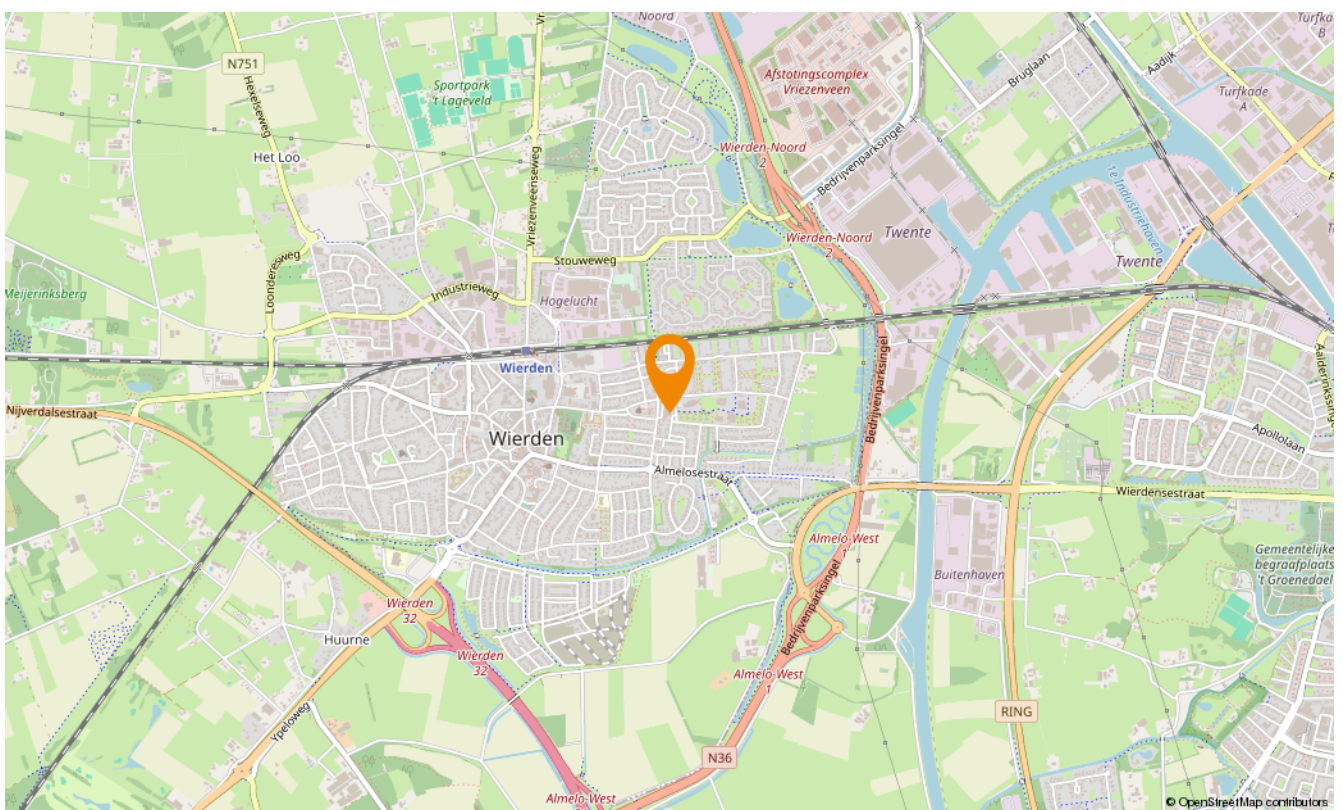 Noord
N751
Hexelseweg
Sportpark
't Lageveld
Afstotingscomplex
Vriezenveen
Bruglaan
Aadijk
Turfkade
A
Het Loo
Vriezenveenseweg
Wierden-Noord
2
Bedrijvenparksingel
1e Industriehaven
Wierden-Noord
2
Twente
Twente
Loonderesweg
Stouweweg
Meijerinksberg
Industrieweg
Hogelucht
Wierden
Bedrijvenparksingel
Nijverdalsestraat
Wierden
Apollolaan
Almelosestraat
Wierdensestraat
Almelo-West
1
Gemeentelijke
begraafplaats
't Groenedael
Buitenhaven
Wierden
32
Huurne
Wierden
32
Bedrijvenparksingel
Almelo-West
1
Ypeloweg
RING
N36
Almelo-West
© OpenStreetMap contributors